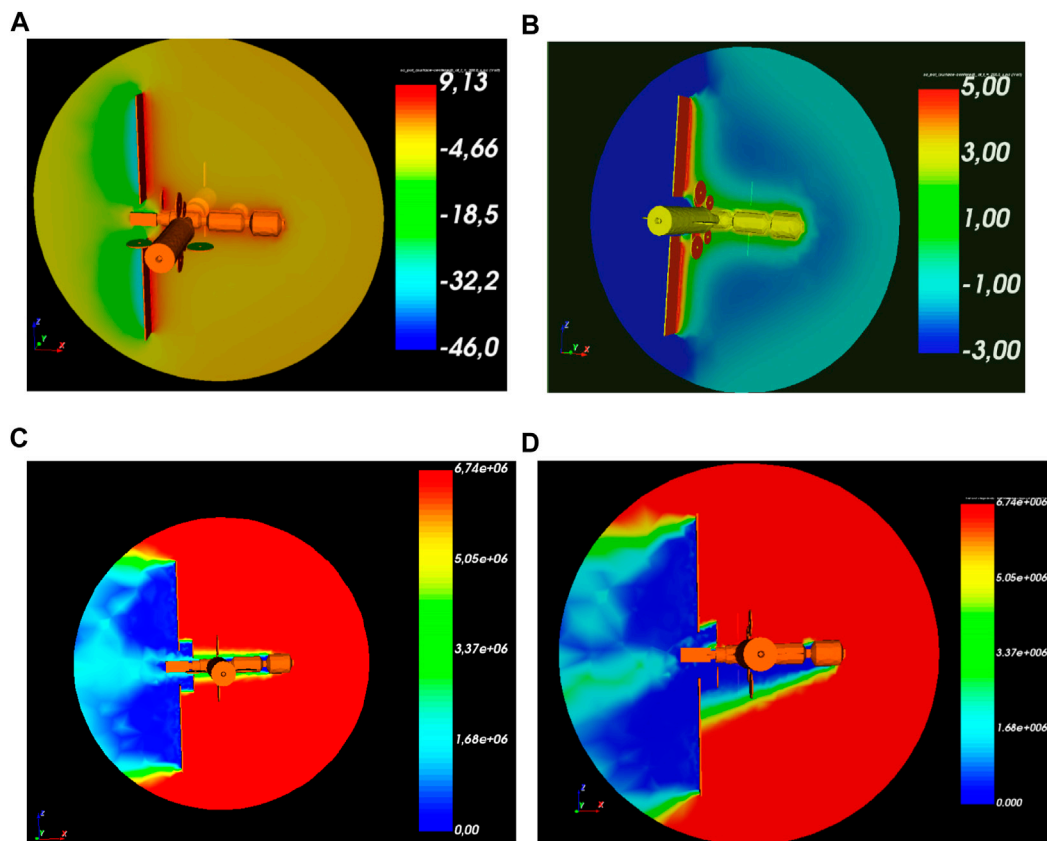 A
9,13
-4,66
-18,5
-32,2
-46,0
Z
Y
X
B
5,00
3,00
1,00
-1,00
-3,00
Z
Y
X
C
6,74e+06
5,05e+06
3,37e+06
1,68e+06
0,00
Z
Y
X
D
6.74e+006
5.05e+006
3.37e+006
1.68e+006
0.000
Z
Y
X